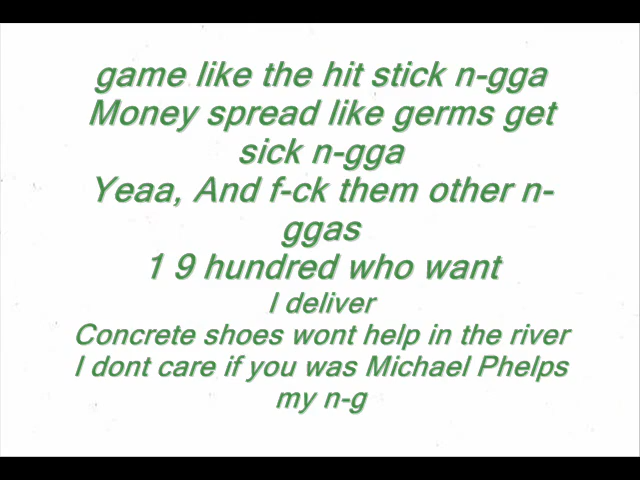 game like the hit stick n-gga
Money spread like germs get
sick n-gga
Yeaa, And f-ck them other n-
ggas
1 9 hundred who want
I deliver
Concrete shoes wont help in the river
I dont care if you was Michael Phelps
my n-g